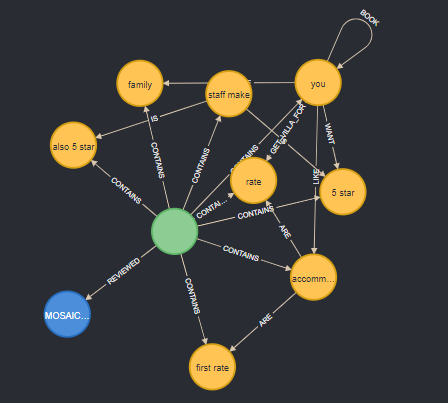 BOOK
family
staff make
you
IS
also 5 star
CONTAINS
CONTAINS
GET_VILLA_FOR
WANT
rate
LIKE
5 star
CONTAINS
CONTAI...
CONTAINS
ARE
CONTAINS
accomm...
REVIEWED
CONTAINS
MOSAIC...
ARE
first rate